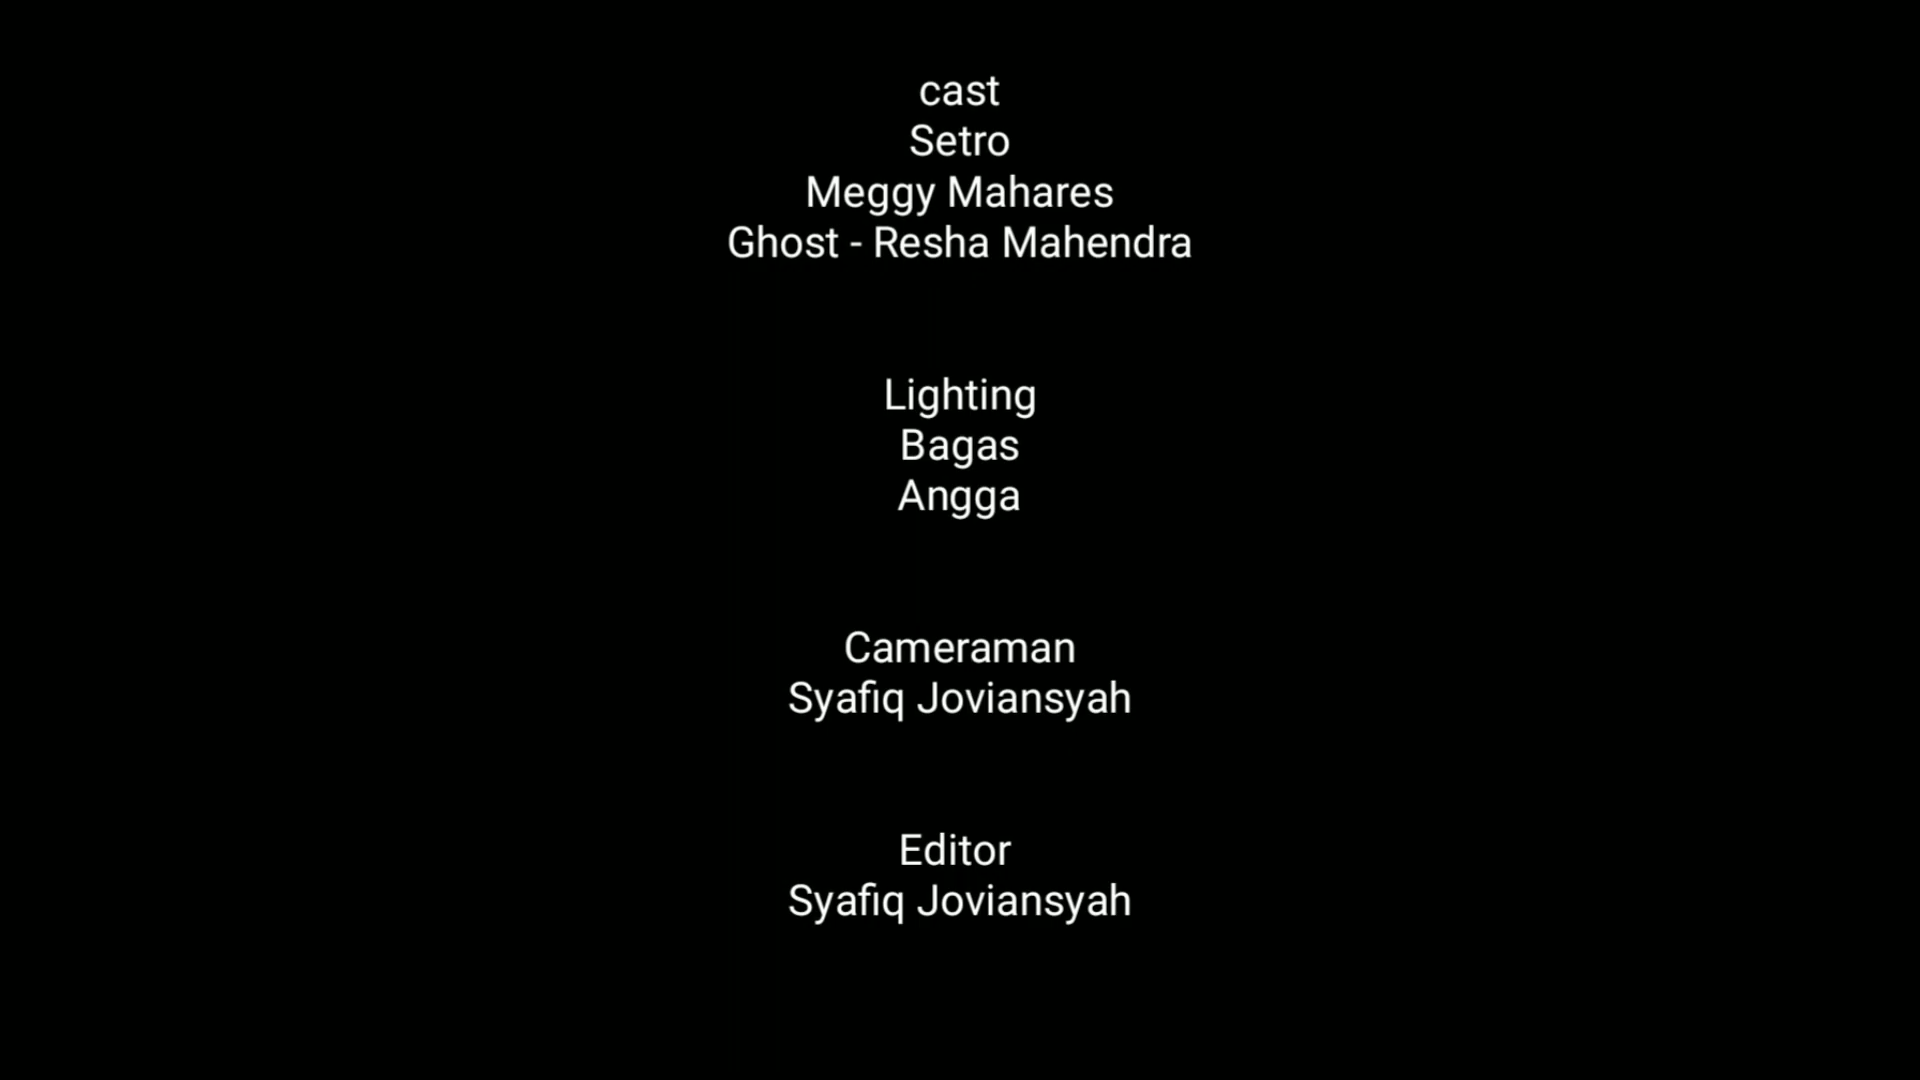 cast
Setro
Meggy Mahares
Ghost - Resha Mahendra
Lighting
Bagas
Angga
Cameraman
Syafiq Joviansyah
Editor
Syafiq Joviansyah